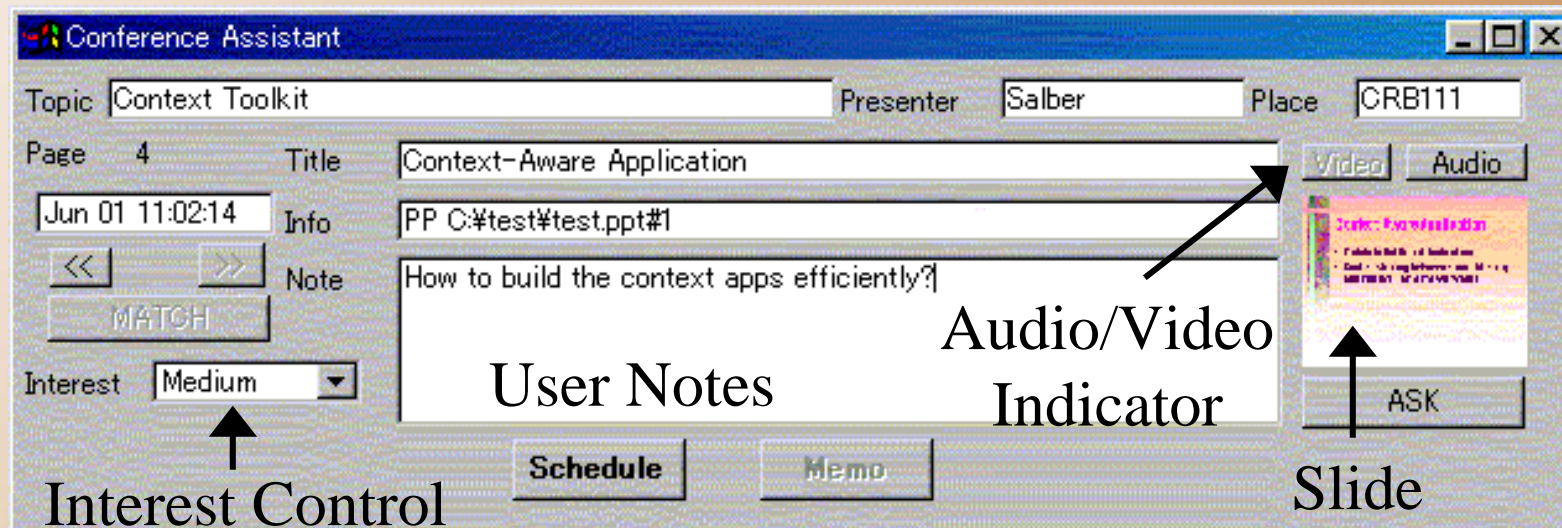 Conference Assistant
Topic Context Toolkit Presenter Salber Place CRB111
Page 4 Title Context-Aware Application Video Audio
Jun 01 11:02:14 Info PP C:¥test¥test.ppt#1
<< >> Note How to build the context apps efficiently?
MATCH
Audio/Video
Indicator
Interest Medium User Notes ASK
Schedule Memo
Interest Control Slide